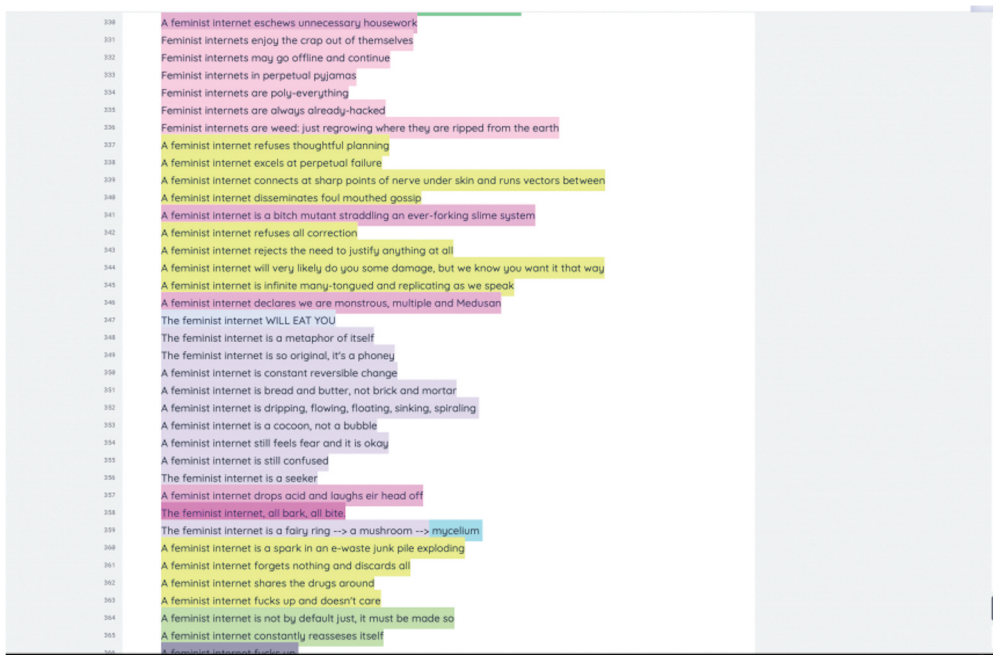 330 A feminist internet eschews unnecessary housework
331 Feminist internets enjoy the crap out of themselves
332 Feminist internets may go offline and continue
333 Feminist internets in perpetual pyjamas
334 Feminist internets are poly-everything
335 Feminist internets are always already-hacked
336 Feminist internets are weed: just regrowing where they are ripped from the earth
337 A feminist internet refuses thoughtful planning
338 A feminist internet excels at perpetual failure
339 A feminist internet connects at sharp points of nerve under skin and runs vectors between
340 A feminist internet disseminates foul mouthed gossip
341 A feminist internet is a bitch mutant straddling an ever-forking slime system
342 A feminist internet refuses all correction
343 A feminist internet rejects the need to justify anything at all
344 A feminist internet will very likely do you some damage, but we know you want it that way
345 A feminist internet is infinite many-tongued and replicating as we speak
346 A feminist internet declares we are monstrous, multiple and Medusan
347 The feminist internet WILL EAT YOU
348 The feminist internet is a metaphor of itself
349 The feminist internet is so original, it's a phoney
350 A feminist internet is constant reversible change
351 A feminist internet is bread and butter, not brick and mortar
352 A feminist internet is dripping, flowing, floating, sinking, spiraling
353 A feminist internet is a cocoon, not a bubble
354 A feminist internet still feels fear and it is okay
355 A feminist internet is still confused
356 The feminist internet is a seeker
357 A feminist internet drops acid and laughs eir head off
358 The feminist internet, all bark, all bite.
359 The feminist internet is a fairy ring --> a mushroom --> mycelium
360 A feminist internet is a spark in an e-waste junk pile exploding
361 A feminist internet forgets nothing and discards all
362 A feminist internet shares the drugs around
363 A feminist internet fucks up and doesn't care
364 A feminist internet is not by default just, it must be made so
365 A feminist internet constantly reasseses itself
366 A feminist internet fucks up